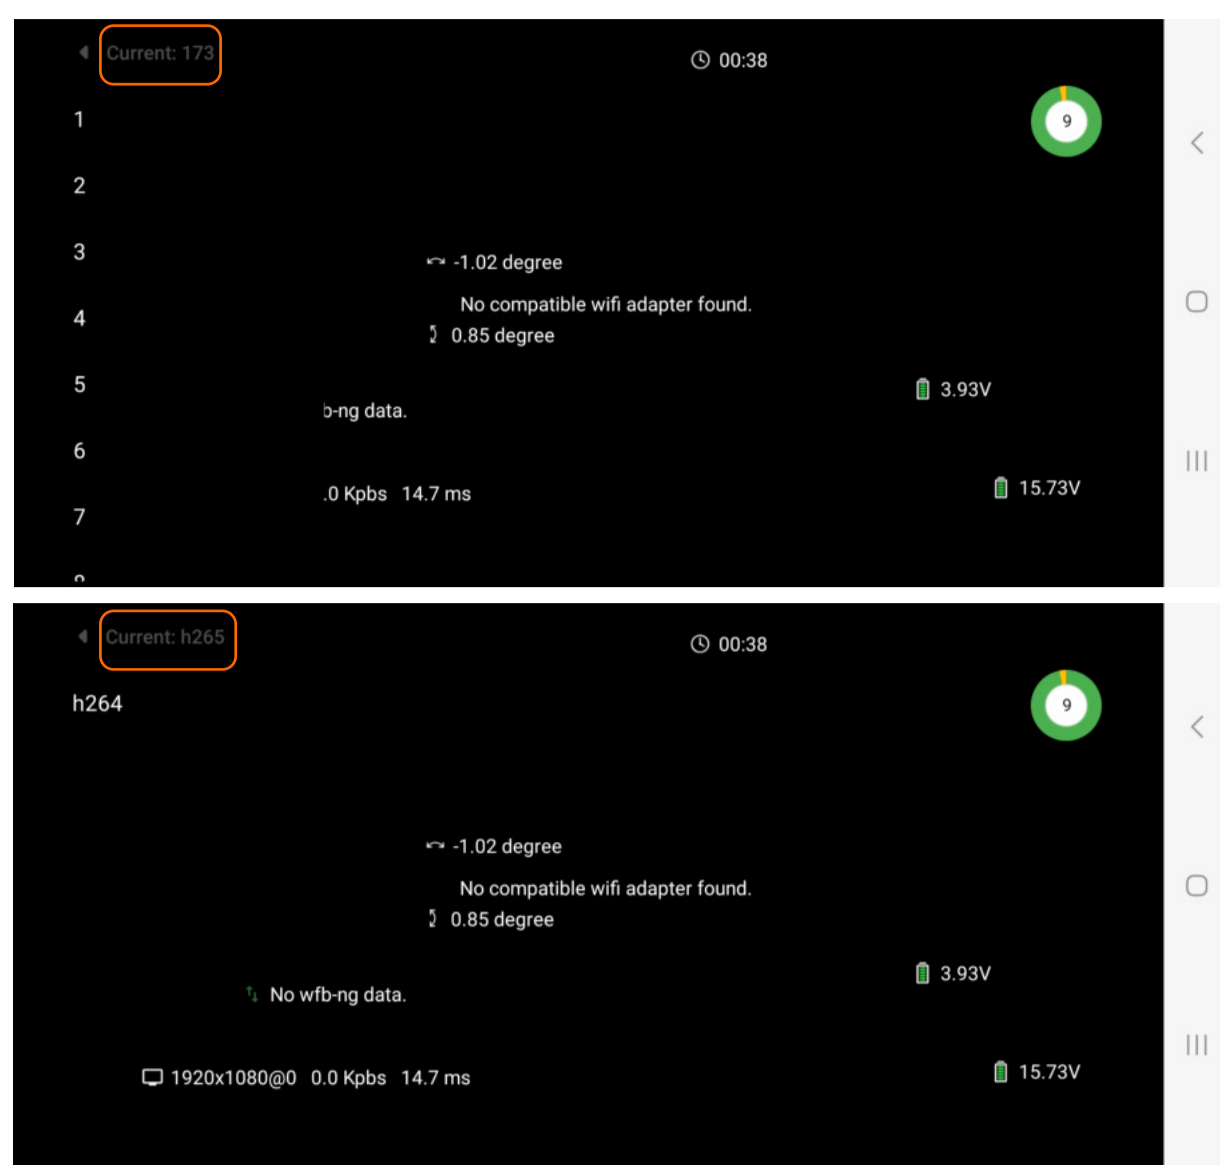 Current: 173
00:38
1
9
2
3
-1.02 degree
No compatible wifi adapter found.
4
0.85 degree
5
3.93V
b-ng data.
6
.0 Kpbs 14.7 ms
15.73V
7
Current: h265
00:38
h264
9
-1.02 degree
No compatible wifi adapter found.
0.85 degree
3.93V
No wfb-ng data.
1920x1080@0 0.0 Kpbs 14.7 ms
15.73V